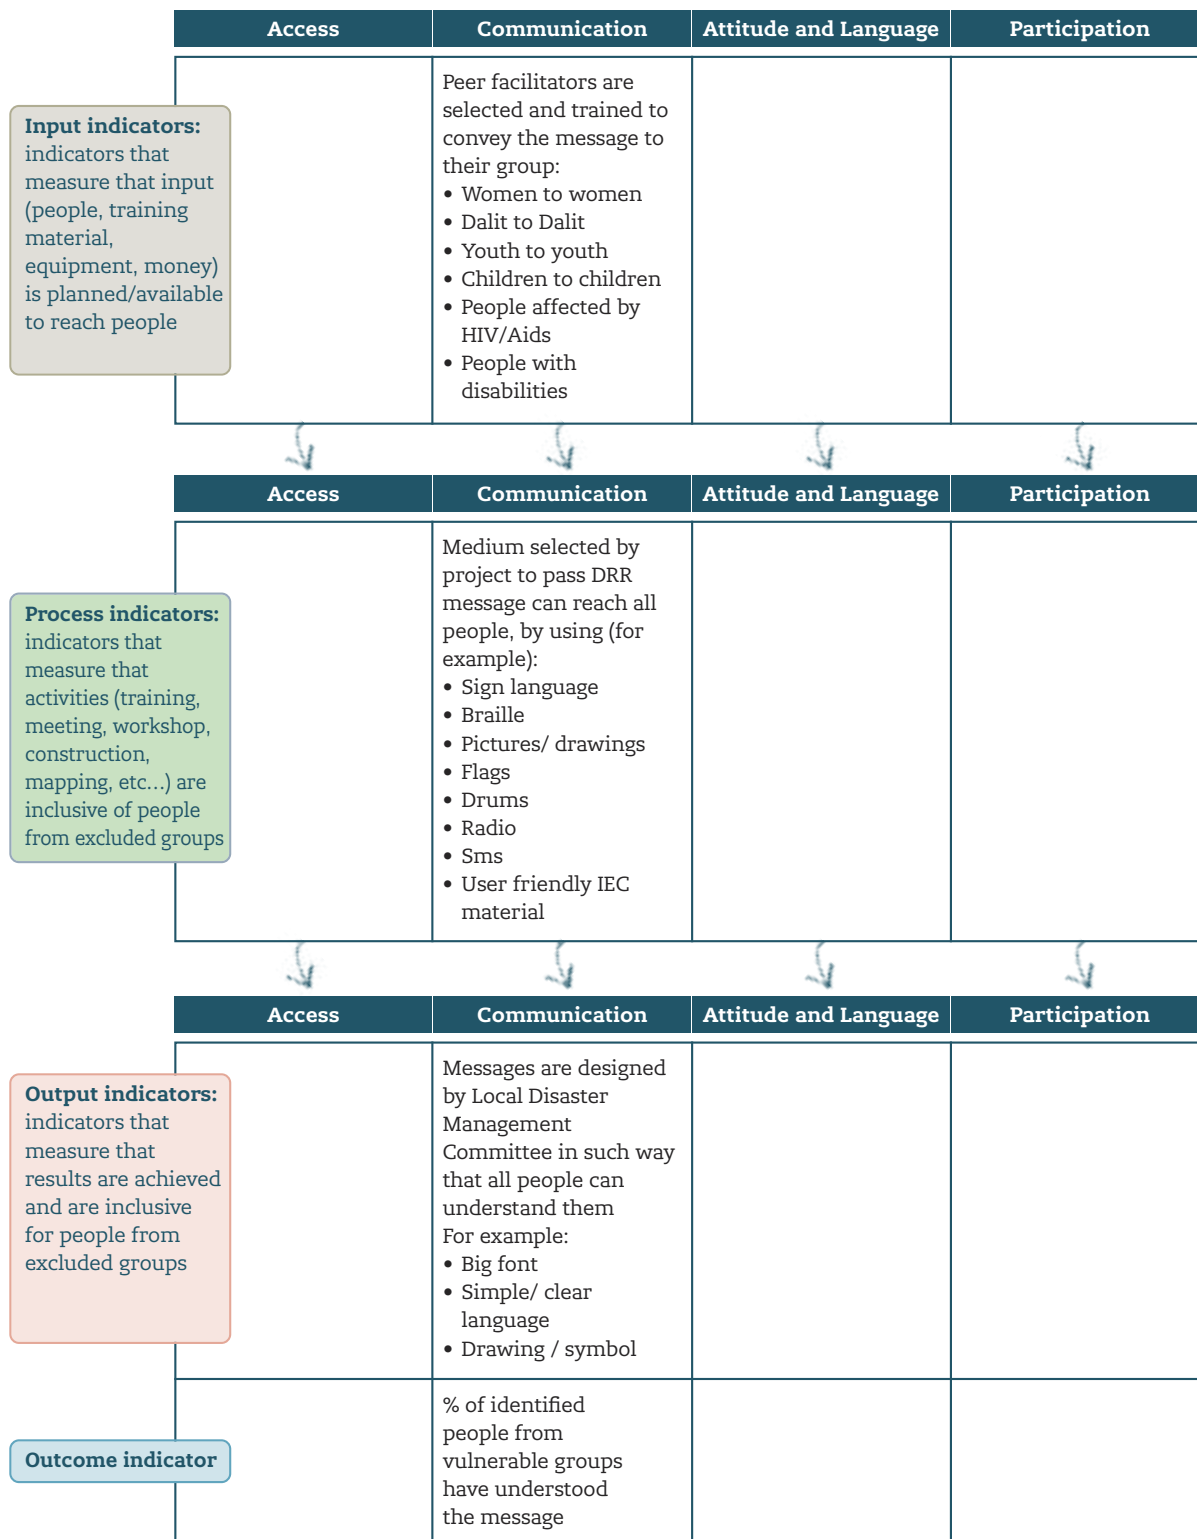 Access Communication Attitude and Language Participation
Input indicators:
indicators that
measure that input
(people, training
material,
equipment, money)
is planned/available
to reach people
Peer facilitators are
selected and trained to
convey the message to
their group:
• Women to women
• Dalit to Dalit
• Youth to youth
• Children to children
• People affected by
HIV/Aids
• People with
disabilities
Access Communication Attitude and Language Participation
Process indicators:
indicators that
measure that
activities (training,
meeting, workshop,
construction,
mapping, etc...) are
inclusive of people
from excluded groups
Medium selected by
project to pass DRR
message can reach all
people, by using (for
example):
• Sign language
• Braille
• Pictures/ drawings
• Flags
• Drums
• Radio
• Sms
• User friendly IEC
material
Access Communication Attitude and Language Participation
Output indicators:
indicators that
measure that
results are achieved
and are inclusive
for people from
excluded groups
Messages are designed
by Local Disaster
Management
Committee in such way
that all people can
understand them
For example:
• Big font
• Simple/ clear
language
• Drawing / symbol
Outcome indicator
% of identified
people from
vulnerable groups
have understood
the message